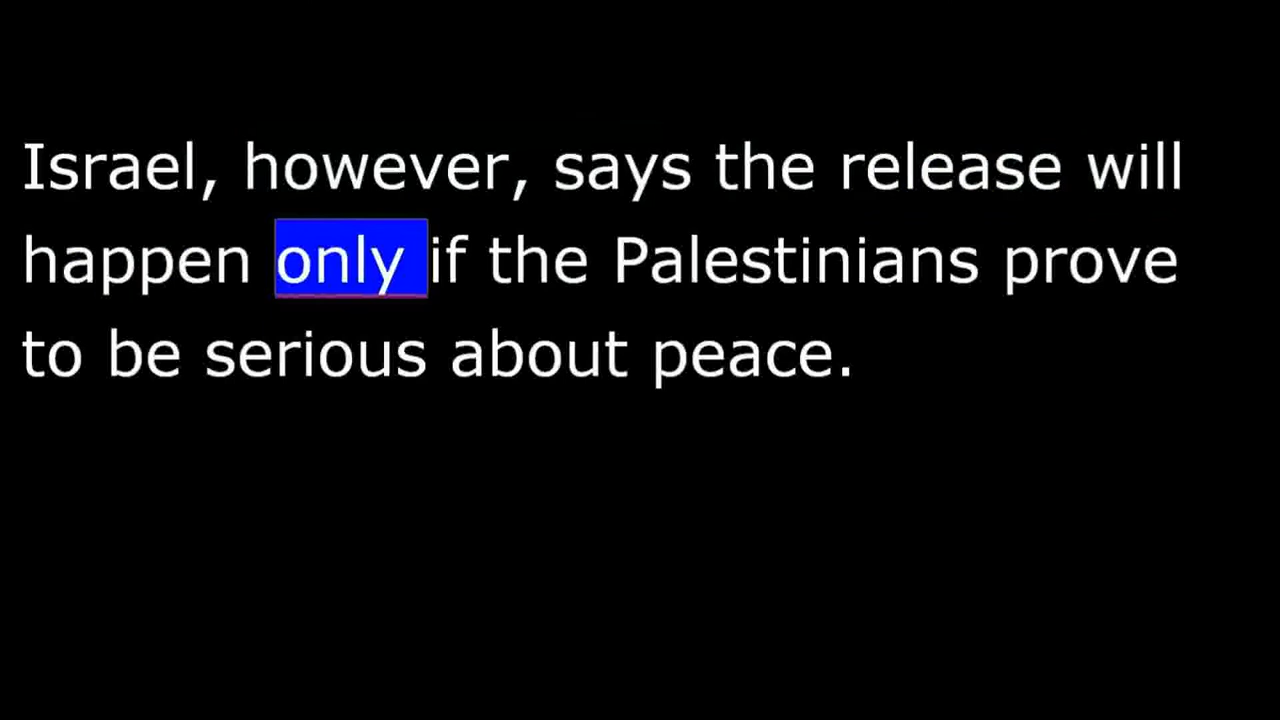 Israel, however, says the release will
happen only if the Palestinians prove
to be serious about peace.